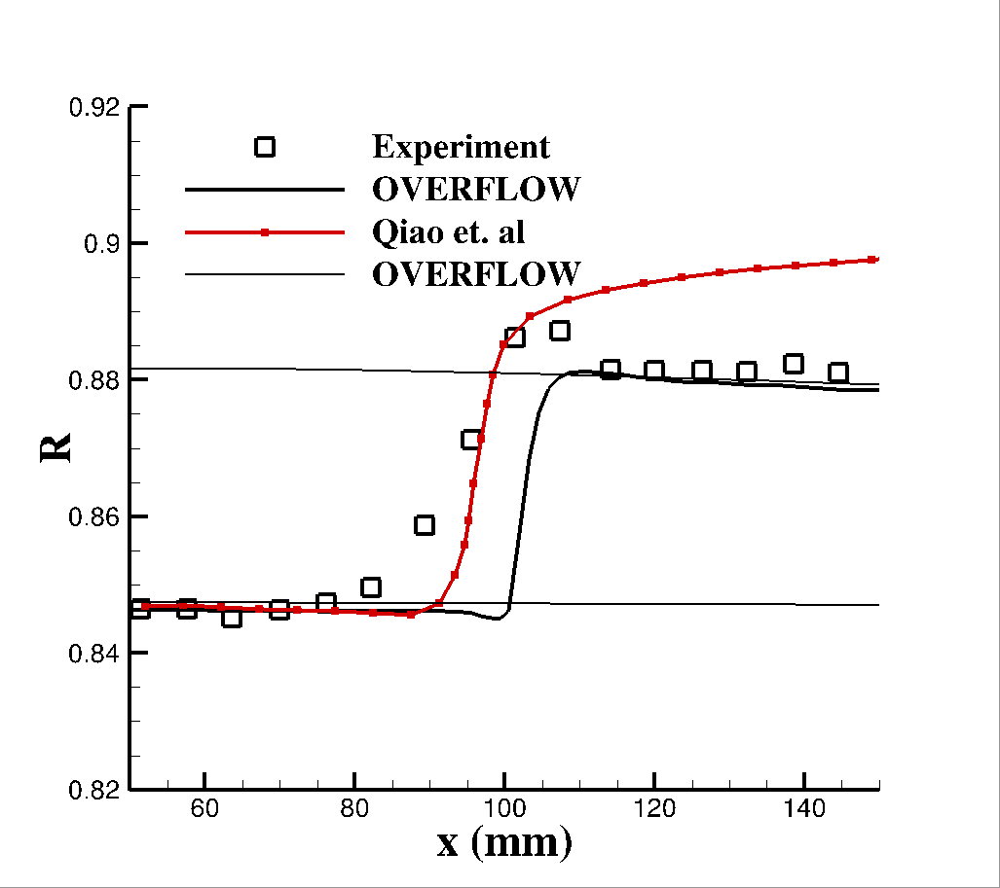 0.92
Experiment
OVERFLOW
Qiao et. al
OVERFLOW
0.9
0.88
R
0.86
0.84
0.82
60 80 100 120 140
x (mm)